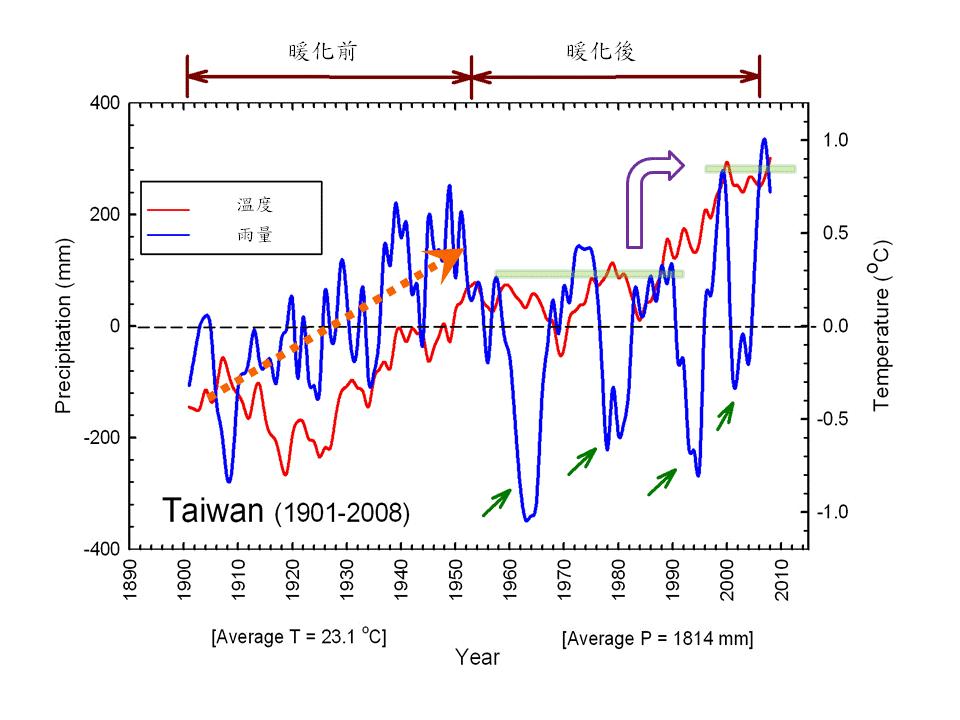 暖化前
暖化後
400
200
0
-200
-400
Precipitation (mm)
溫度
雨量
1.0
0.5
0.0
-0.5
-1.0
Temperature (°C)
Taiwan (1901-2008)
1890
1900
1910
1920
1930
1940
1950
1960
1970
1980
1990
2000
2010
[Average T = 23.1 °C]
[Average P = 1814 mm]
Year